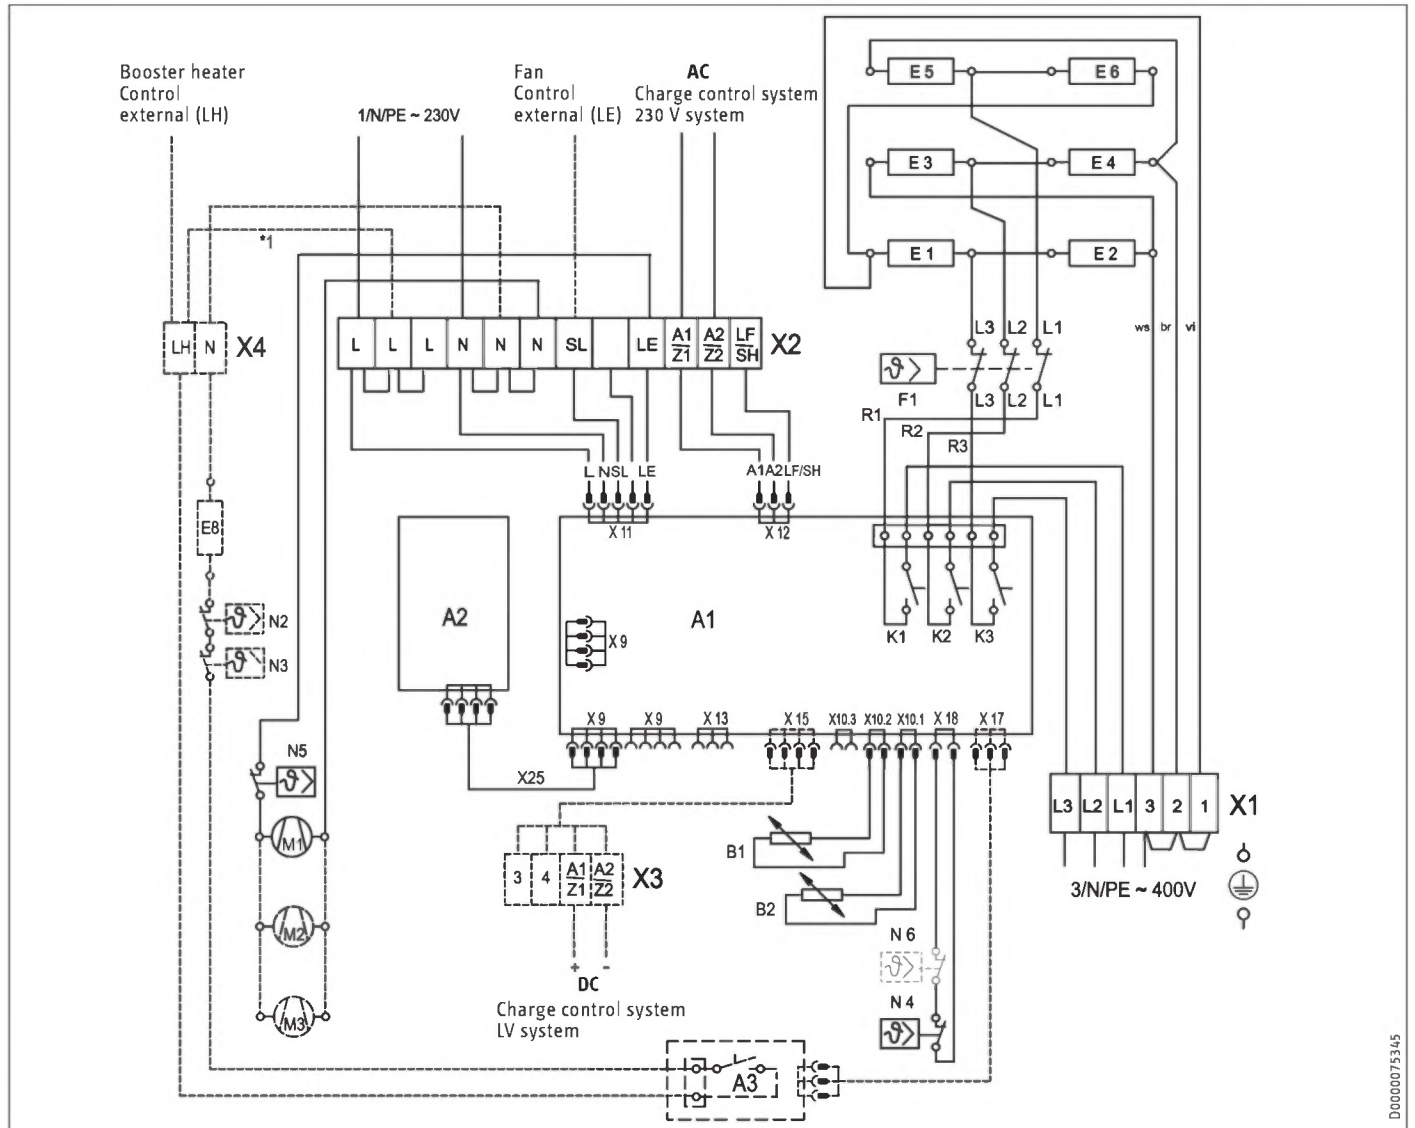 Booster heater
Control
external (LH)
1/N/PE ~ 230V
Fan
Control
external (LE)
AC
Charge control system
230 V system
E 5
E 6
E 3
E 4
E 1
E 2
*1
LH
N
X4
L
L
L
N
N
N
SL
LE
A1
Z1
A2
Z2
LF
SH
X2
L3
L2
L1
ws
br
vi
F1
L3
L2
L1
R1
R2
R3
L
N
SL
LE
A1
A2
LF/SH
X 11
X 12
E8
A2
A1
X 9
K1
K2
K3
N2
N3
X 9
X 9
X 13
X 15
X10.3
X10.2
X10.1
X 18
X 17
N5
X25
M1
M2
M3
3
4
A1
Z1
A2
Z2
X3
B1
B2
L3
L2
L1
3
2
1
X1
3/N/PE ~ 400V
N 6
N 4
+
-
DC
Charge control system
LV system
A3
D0000075345